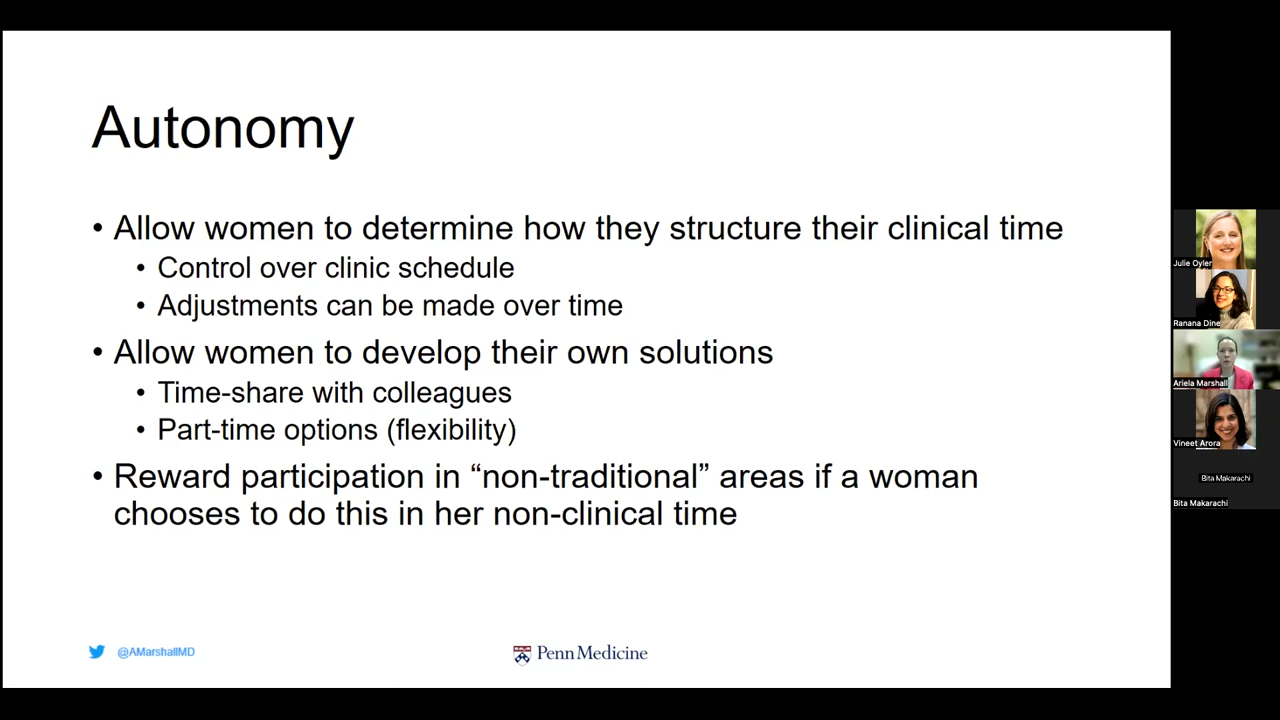 Autonomy
• Allow women to determine how they structure their clinical time
• Control over clinic schedule
• Adjustments can be made over time
• Allow women to develop their own solutions
• Time-share with colleagues
• Part-time options (flexibility)
• Reward participation in “non-traditional” areas if a woman
chooses to do this in her non-clinical time
@AMarshallMD
Penn Medicine
Julie Oyler
Ranana Dine
Ariela Marshall
Vineet Arora
Bita Makarachi
Bita Makarachi